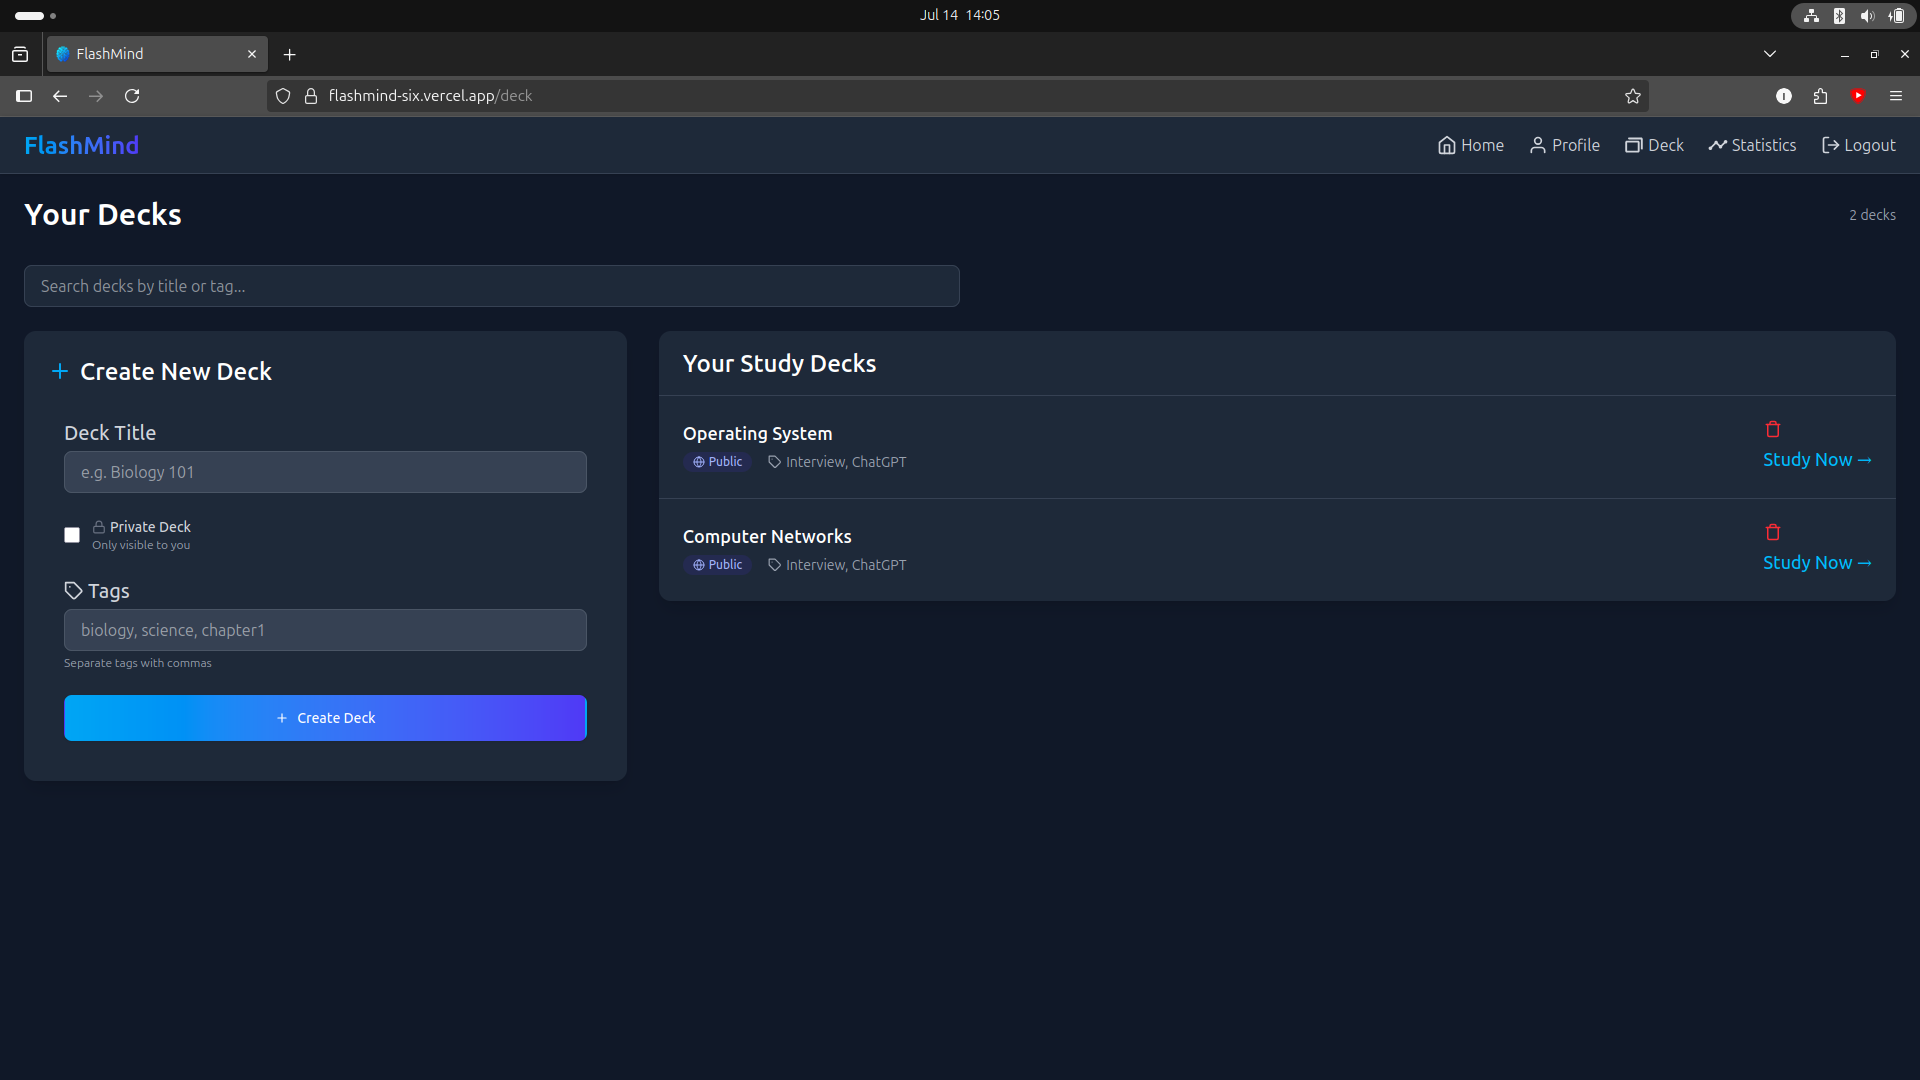 Jul 14 14:05
FlashMind
flashmind-six.vercel.app/deck
FlashMind
Home Profile Deck Statistics Logout
Your Decks
2 decks
Search decks by title or tag...
Create New Deck
Deck Title
e.g. Biology 101
Private Deck
Only visible to you
Tags
biology, science, chapter1
Separate tags with commas
+ Create Deck
Your Study Decks
Operating System
Public Interview, ChatGPT
Study Now →
Computer Networks
Public Interview, ChatGPT
Study Now →